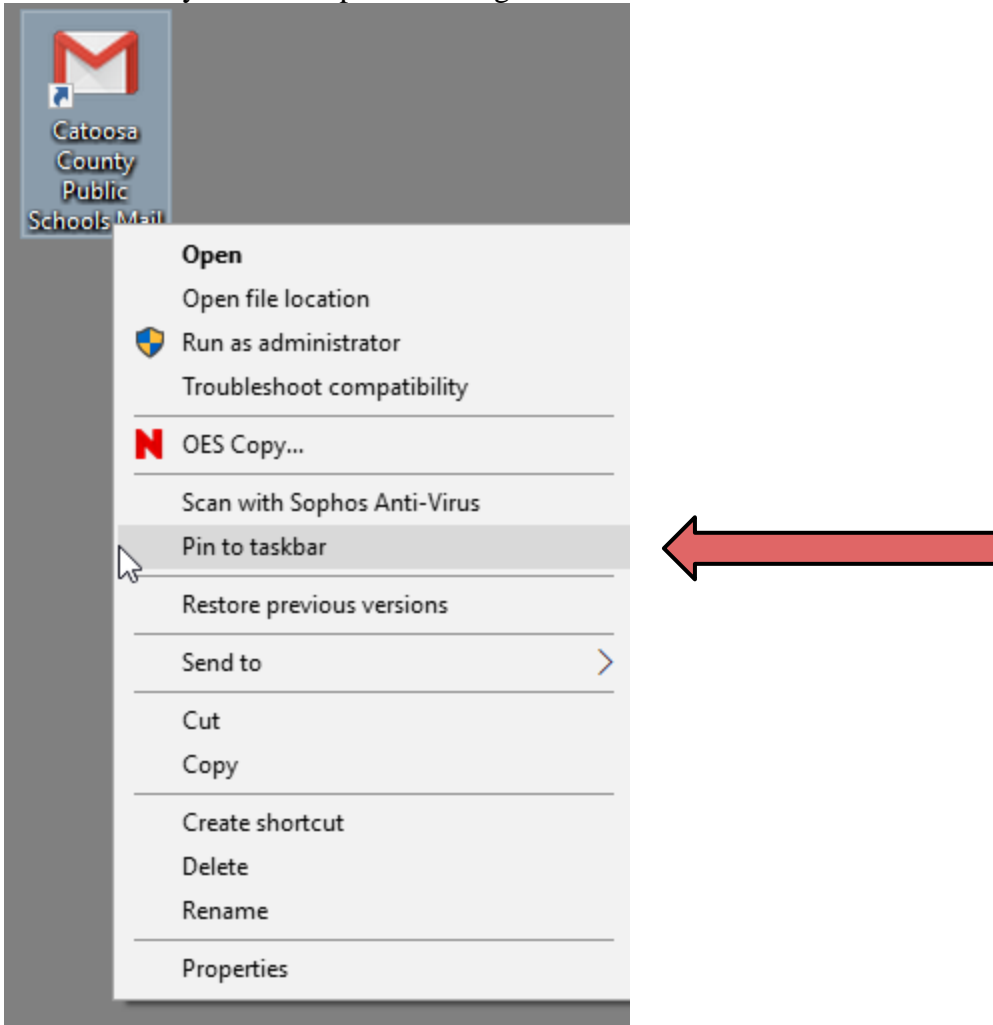 Catoosa
County
Public
Schools Mail
Open
Open file location
Run as administrator
Troubleshoot compatibility
OES Copy...
Scan with Sophos Anti-Virus
Pin to taskbar
Restore previous versions
Send to
Cut
Copy
Create shortcut
Delete
Rename
Properties